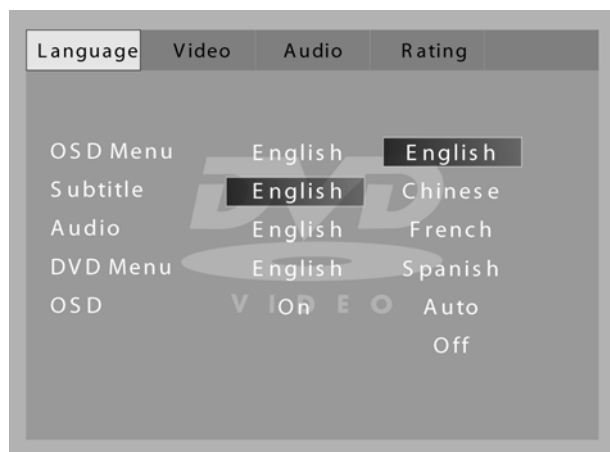 Language Video Audio Rating
OSD Menu English English
Subtitle English Chinese
Audio English French
DVD Menu English Spanish
OSD On Auto
Off
DVD
VIDEO